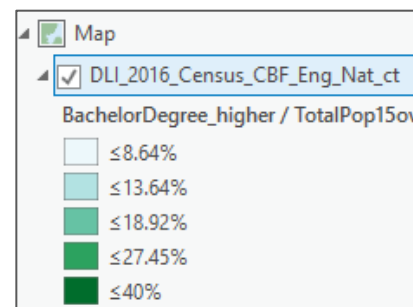 Map
DLI_2016_Census_CBF_Eng_Nat_ct
BachelorDegree_higher / TotalPop15ov
≤8.64%
≤13.64%
≤18.92%
≤27.45%
≤40%